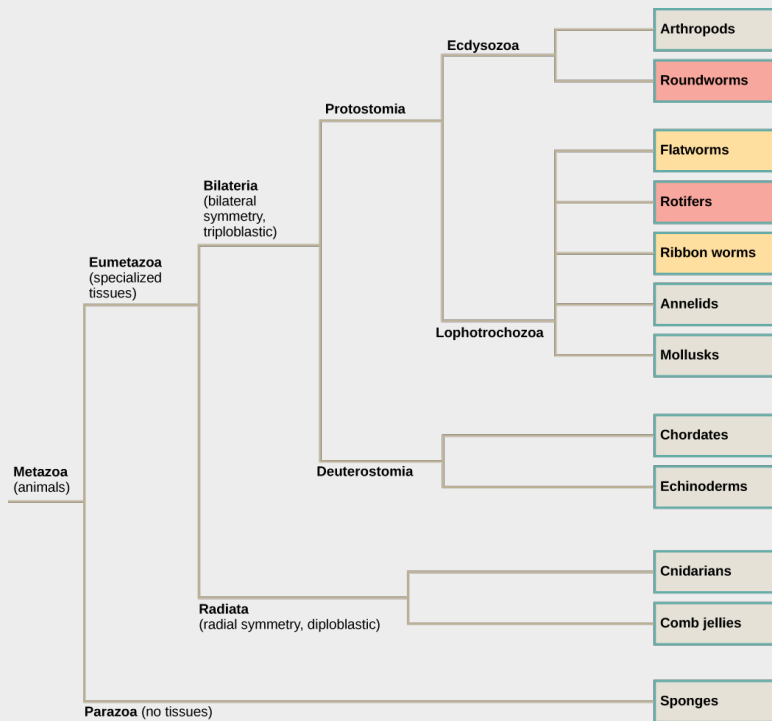 Ecdysozoa
Arthropods
Roundworms
Protostomia
Flatworms
Bilateria
(bilateral
symmetry,
triploblastic)
Rotifers
Ribbon worms
Eumetazoa
(specialized
tissues)
Annelids
Lophotrochozoa
Mollusks
Chordates
Metazoa
(animals)
Deuterostomia
Echinoderms
Cnidarians
Radiata
(radial symmetry, diploblastic)
Comb jellies
Sponges
Parazoa (no tissues)